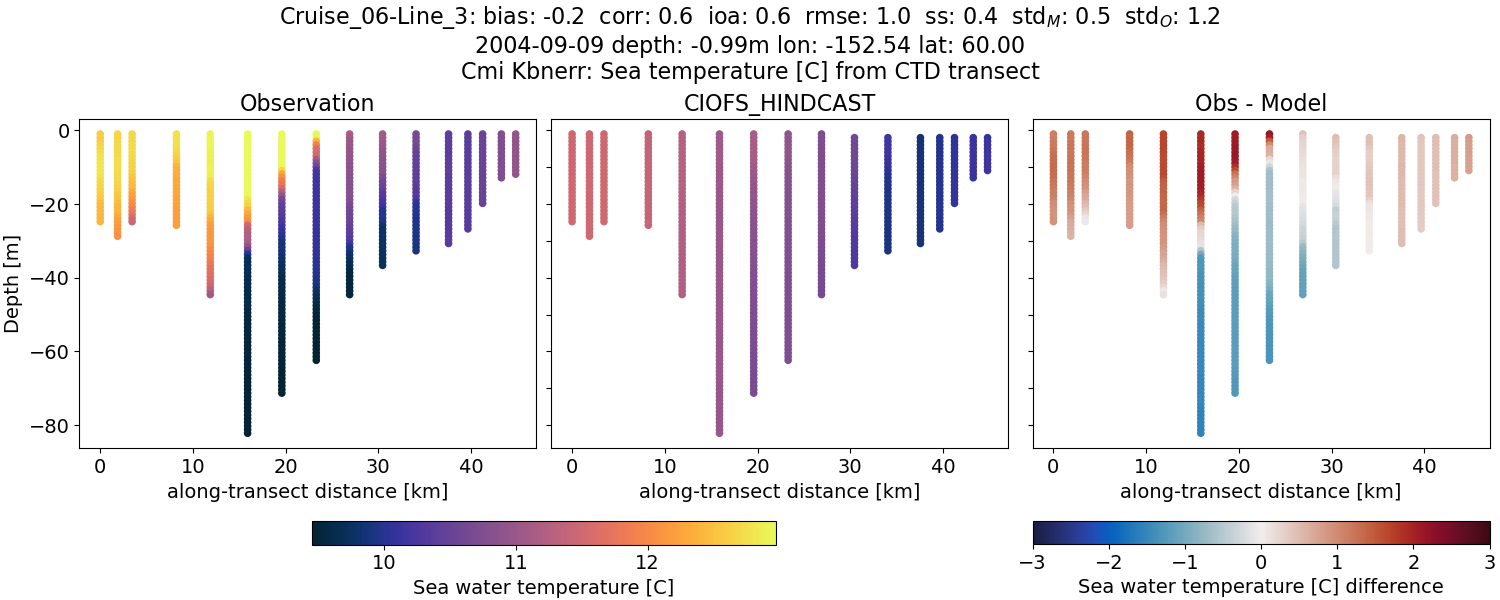 Cruise_06-Line_3: bias: -0.2  corr: 0.6  ioa: 0.6  rmse: 1.0  ss: 0.4  std_M: 0.5  std_O: 1.2
2004-09-09 depth: -0.99m lon: -152.54 lat: 60.00
Cmi Kbnerr: Sea temperature [C] from CTD transect
Observation
CIOFS_HINDCAST
Obs - Model
Depth [m]
0
−20
−40
−60
−80
0 10 20 30 40
0 10 20 30 40
0 10 20 30 40
along-transect distance [km]
along-transect distance [km]
along-transect distance [km]
10 11 12
Sea water temperature [C]
−3 −2 −1 0 1 2 3
Sea water temperature [C] difference